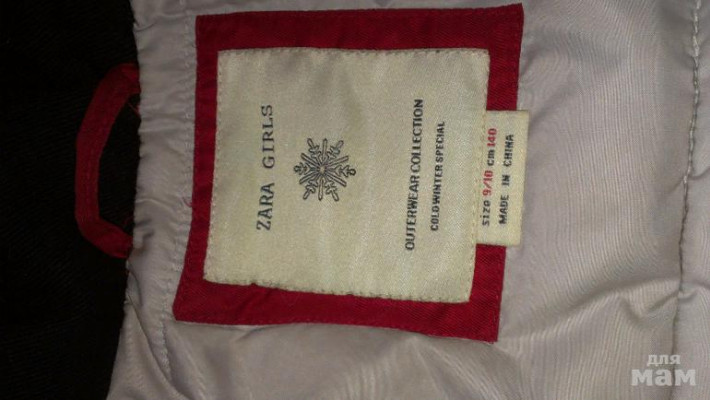 ZARA GIRLS
OUTERWEAR COLLECTION
COLD WINTER SPECIAL
size 9/10 cm 140
MADE IN CHINA
для
мам